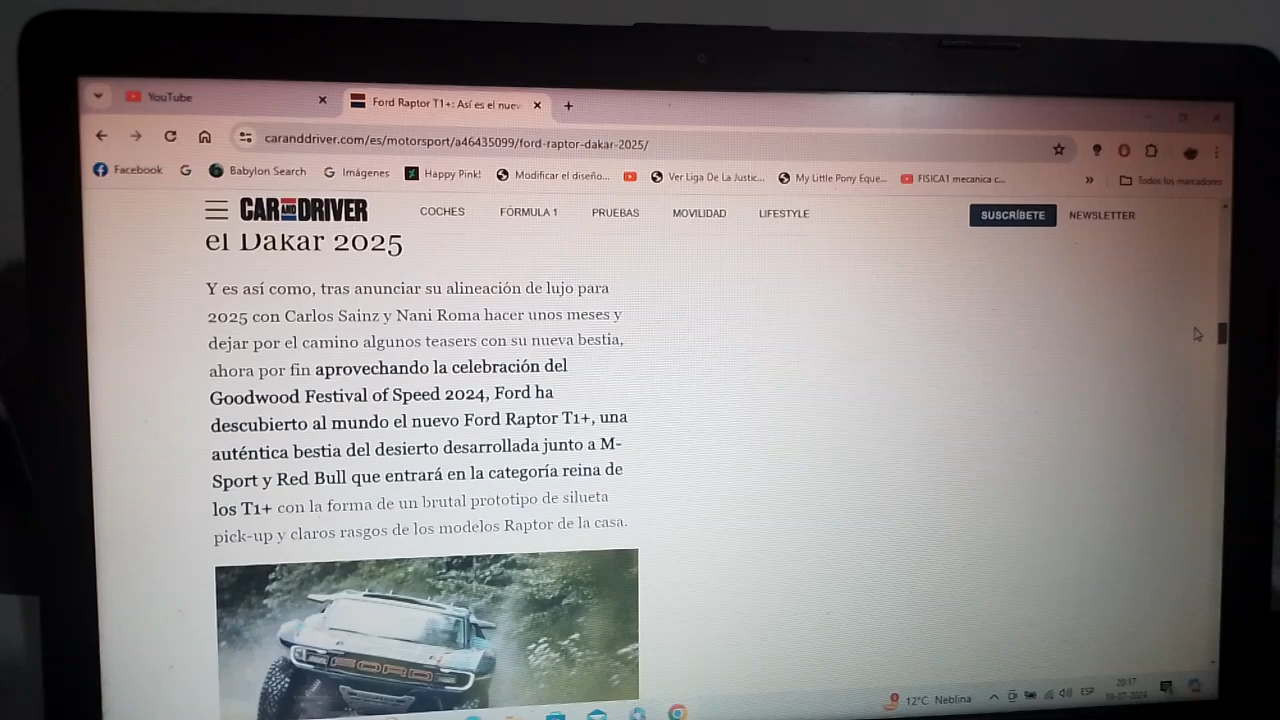 YouTube
Ford Raptor T1+: Así es el nuev
caranddriver.com/es/motorsport/a46435099/ford-raptor-dakar-2025/
Facebook
Babylon Search
Imágenes
Happy Pink!
Modificar el diseño...
Ver Liga De La Justic...
My Little Pony Eque...
FISICA1 mecanica c...
»
Todos los marcadores
CAR AND DRIVER
COCHES
FÓRMULA 1
PRUEBAS
MOVILIDAD
LIFESTYLE
SUSCRÍBETE
NEWSLETTER
el Dakar 2025
Y es así como, tras anunciar su alineación de lujo para
2025 con Carlos Sainz y Nani Roma hacer unos meses y
dejar por el camino algunos teasers con su nueva bestia,
ahora por fin aprovechando la celebración del
Goodwood Festival of Speed 2024, Ford ha
descubierto al mundo el nuevo Ford Raptor T1+, una
auténtica bestia del desierto desarrollada junto a M-
Sport y Red Bull que entrará en la categoría reina de
los T1+ con la forma de un brutal prototipo de silueta
pick-up y claros rasgos de los modelos Raptor de la casa.
FORD
12°C Neblina
ESP
20:17
19-07-2024